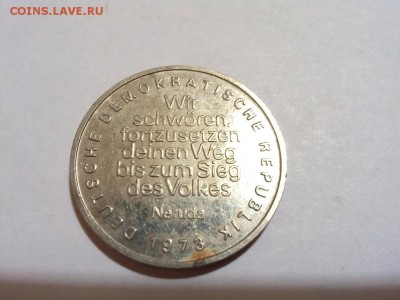 COINS.LAVE.RU
DEUTSCHE DEMOKRATISCHE REPUBLIK
Wir
schwören,
fortzusetzen
deinen Weg
bis zum Sieg
des Volkes
Neruda
1973